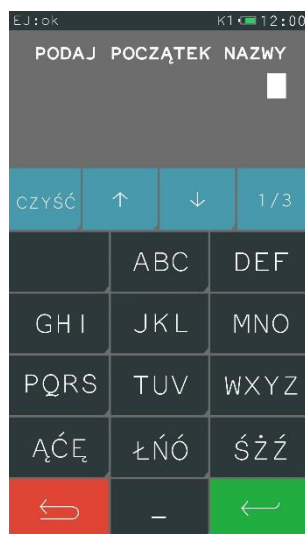 EJ:ok K1 12:00
PODAJ POCZĄTEK NAZWY
CZYŚĆ ↑ ↓ 1/3
ABC DEF
GHI JKL MNO
PQRS TUV WXYZ
ĄĆĘ ŁŃÓ ŚŻŹ
_